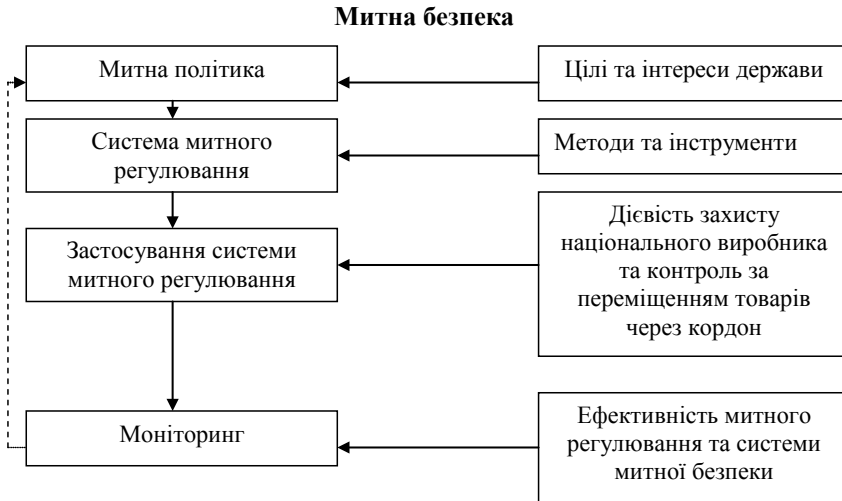 Митна безпека
Митна політика
Цілі та інтереси держави
Система митного
регулювання
Методи та інструменти
Застосування системи
митного регулювання
Дієвість захисту
національного виробника
та контроль за
переміщенням товарів
через кордон
Моніторинг
Ефективність митного
регулювання та системи
митної безпеки